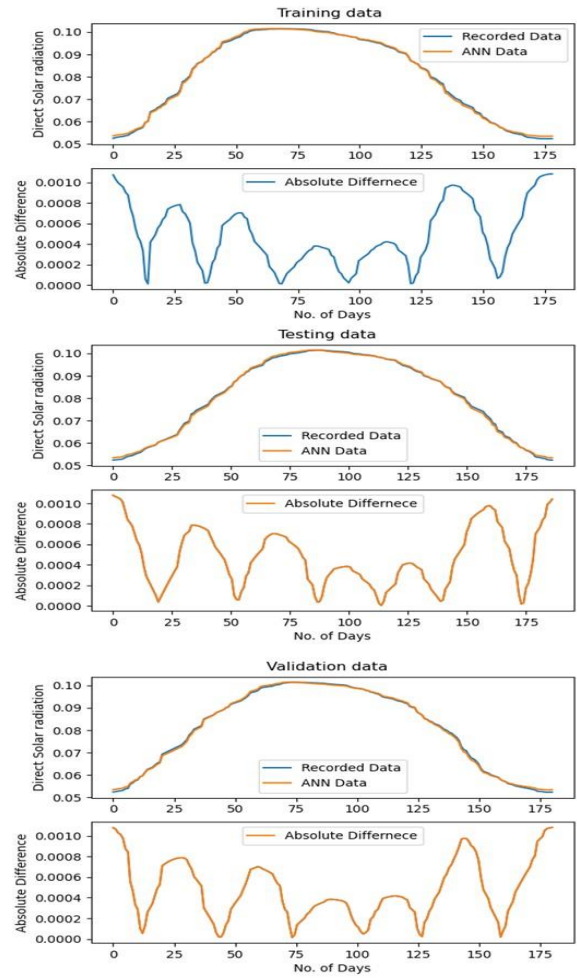 Training data
0.10
0.09
0.08
0.07
0.06
0.05
Direct Solar radiation
Recorded Data
ANN Data
0 25 50 75 100 125 150 175
0.0010
0.0008
0.0006
0.0004
0.0002
0.0000
Absolute Difference
Absolute Differnece
0 25 50 75 100 125 150 175
No. of Days
Testing data
0.10
0.09
0.08
0.07
0.06
0.05
Direct Solar radiation
Recorded Data
ANN Data
0 25 50 75 100 125 150 175
0.0010
0.0008
0.0006
0.0004
0.0002
0.0000
Absolute Difference
Absolute Differnece
0 25 50 75 100 125 150 175
No. of Days
Validation data
0.10
0.09
0.08
0.07
0.06
0.05
Direct Solar radiation
Recorded Data
ANN Data
0 25 50 75 100 125 150 175
0.0010
0.0008
0.0006
0.0004
0.0002
0.0000
Absolute Difference
Absolute Differnece
0 25 50 75 100 125 150 175
No. of Days